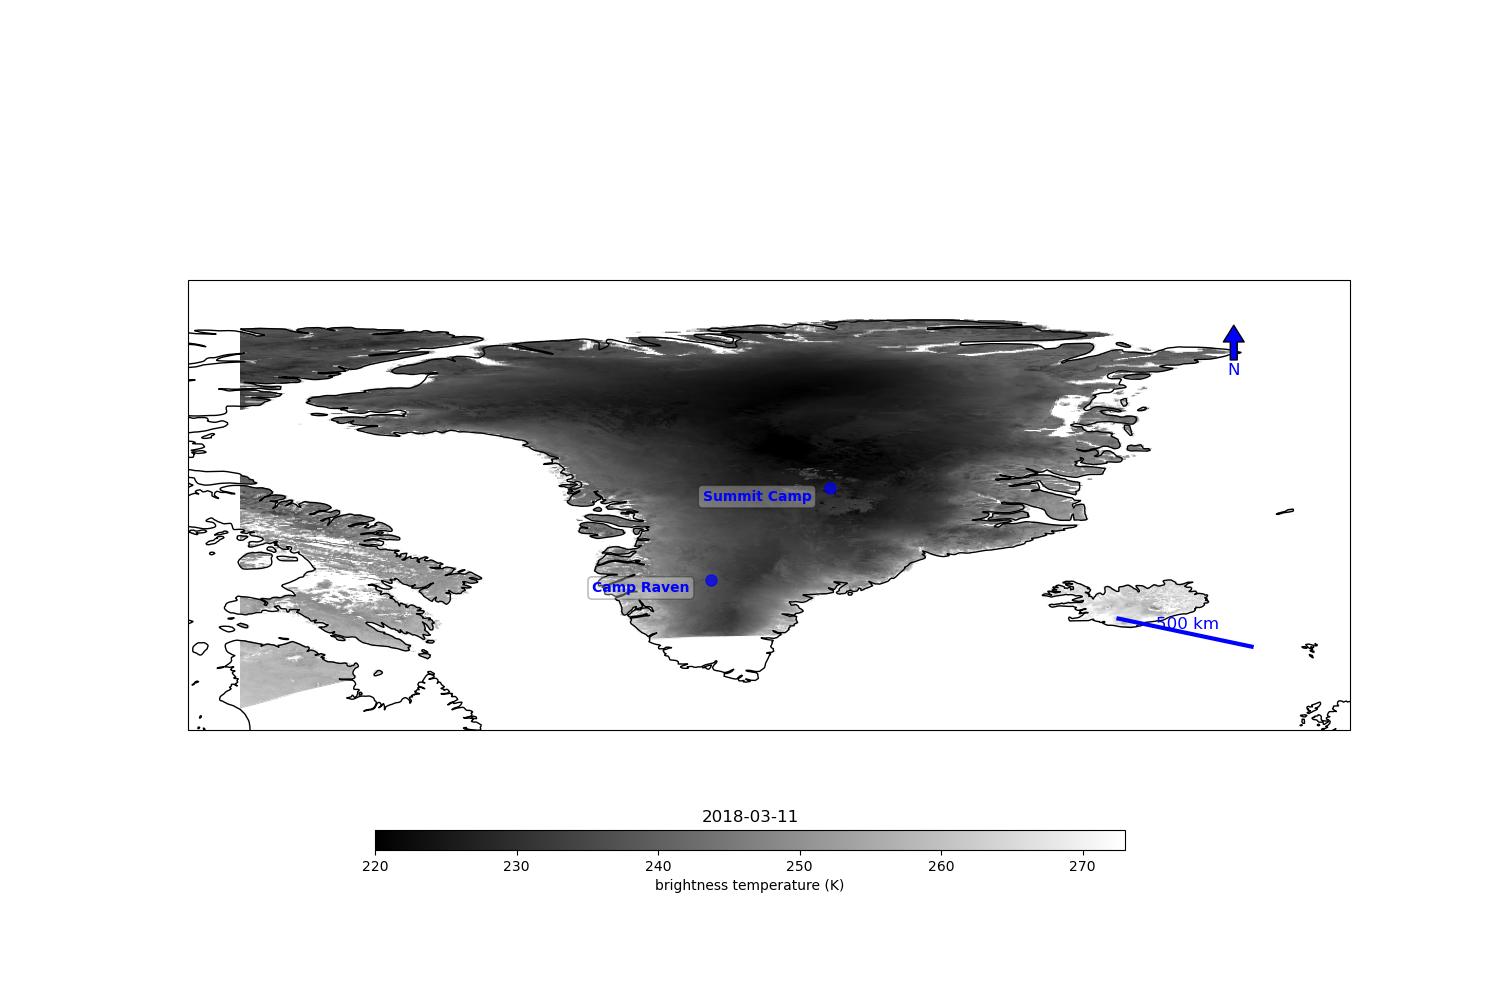 N
Summit Camp
Camp Raven
500 km
2018-03-11
220 230 240 250 260 270
brightness temperature (K)